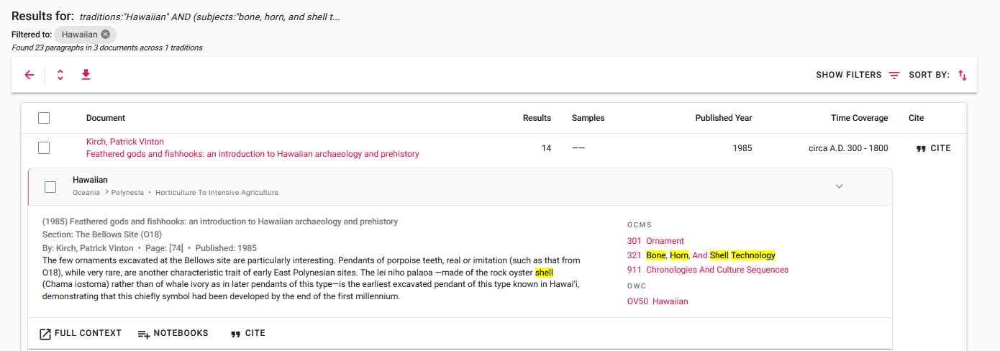 Results for: traditions:"Hawaiian" AND (subjects:"bone, horn, and shell t...
Filtered to: Hawaiian
Found 23 paragraphs in 3 documents across 1 traditions
SHOW FILTERS SORT BY:
Document Results Samples Published Year Time Coverage Cite
Kirch, Patrick Vinton
Feathered gods and fishhooks: an introduction to Hawaiian archaeology and prehistory
14 —— 1985 circa A.D. 300 - 1800 CITE
Hawaiian
Oceania > Polynesia • Horticulture To Intensive Agriculture
(1985) Feathered gods and fishhooks: an introduction to Hawaiian archaeology and prehistory
Section: The Bellows Site (O18)
By: Kirch, Patrick Vinton • Page: [74] • Published: 1985
The few ornaments excavated at the Bellows site are particularly interesting. Pendants of porpoise teeth, real or imitation (such as that from
O18), while very rare, are another characteristic trait of early East Polynesian sites. The lei niho palaoa —made of the rock oyster shell
(Chama iostoma) rather than of whale ivory as in later pendants of this type—is the earliest excavated pendant of this type known in Hawai'i,
demonstrating that this chiefly symbol had been developed by the end of the first millennium.
OCMS
301 Ornament
321 Bone, Horn, And Shell Technology
911 Chronologies And Culture Sequences
OWC
OV50 Hawaiian
FULL CONTEXT NOTEBOOKS CITE